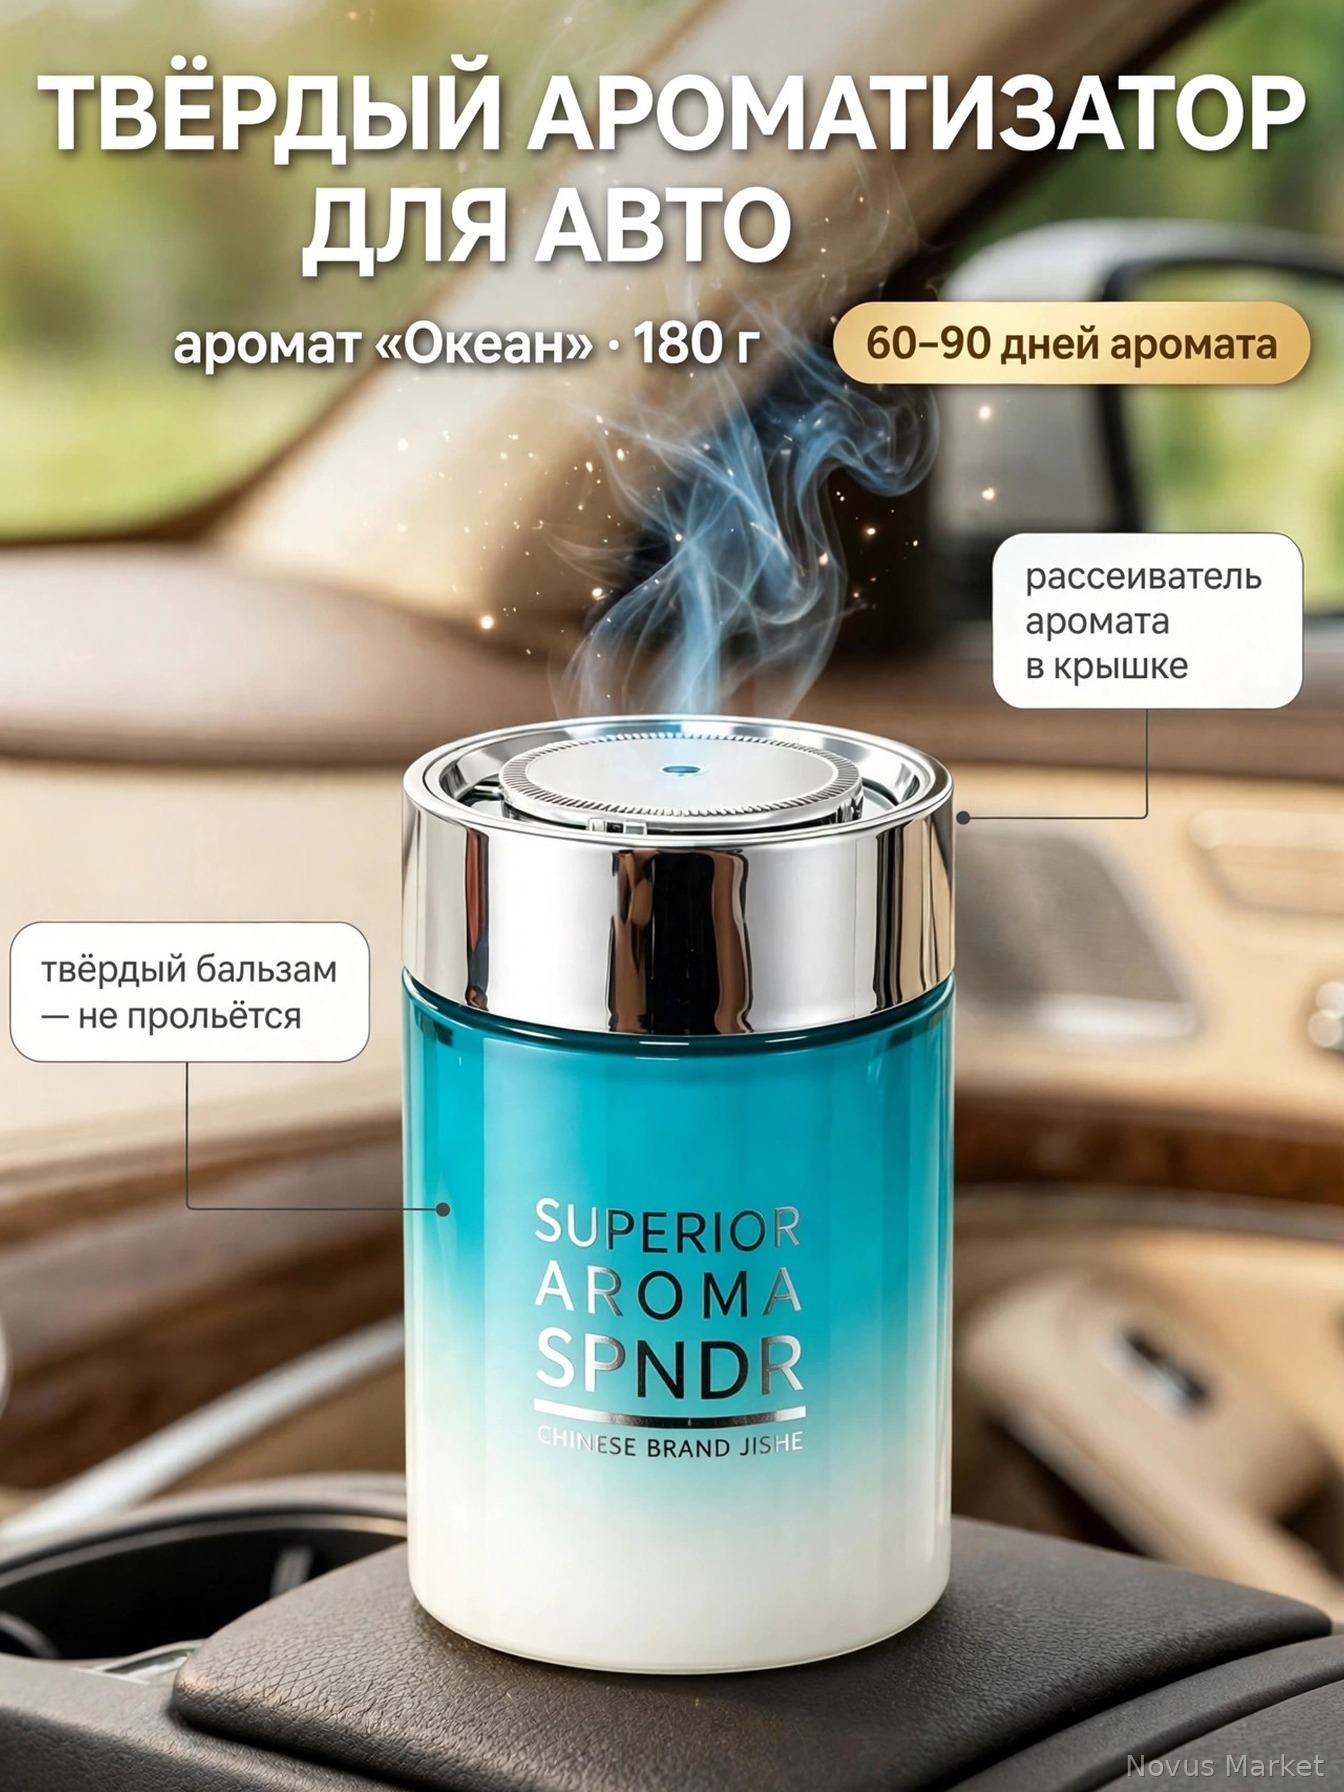 ТВЁРДЫЙ АРОМАТИЗАТОР
ДЛЯ АВТО
аромат «Океан» · 180 г
60–90 дней аромата
рассеиватель
аромата
в крышке
твёрдый бальзам
— не прольётся
SUPERIOR
AROMA
SPNDR
CHINESE BRAND JISHE
Novus Market